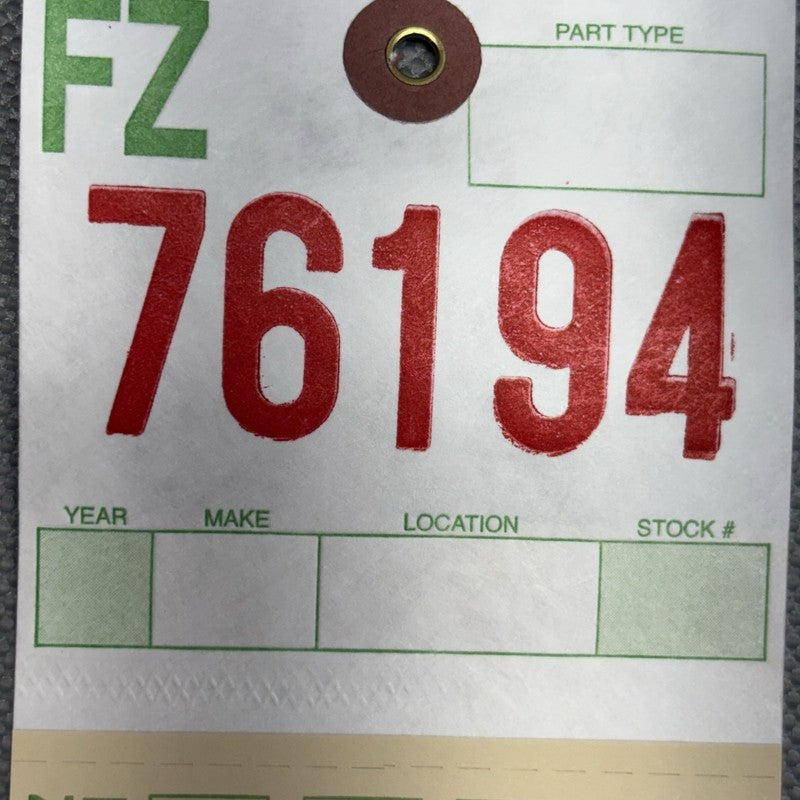 FZ
PART TYPE
76194
YEAR MAKE LOCATION STOCK #